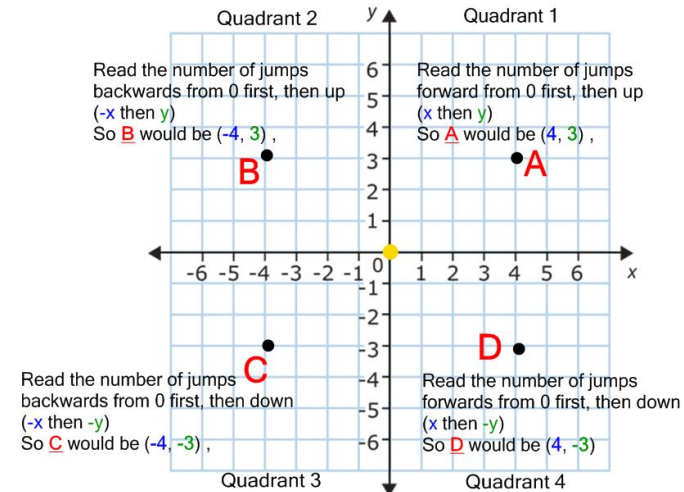 Quadrant 2
y
Quadrant 1
Read the number of jumps
backwards from 0 first, then up
(-x then y)
So B would be (-4, 3) ,
Read the number of jumps
forward from 0 first, then up
(x then y)
So A would be (4, 3) ,
6
5
4
3
2
1
B
A
-6 -5 -4 -3 -2 -1 0 1 2 3 4 5 6 x
-1
-2
-3
-4
-5
-6
C
D
Read the number of jumps
backwards from 0 first, then down
(-x then -y)
So C would be (-4, -3) ,
Read the number of jumps
forwards from 0 first, then down
(x then -y)
So D would be (4, -3)
Quadrant 3
Quadrant 4